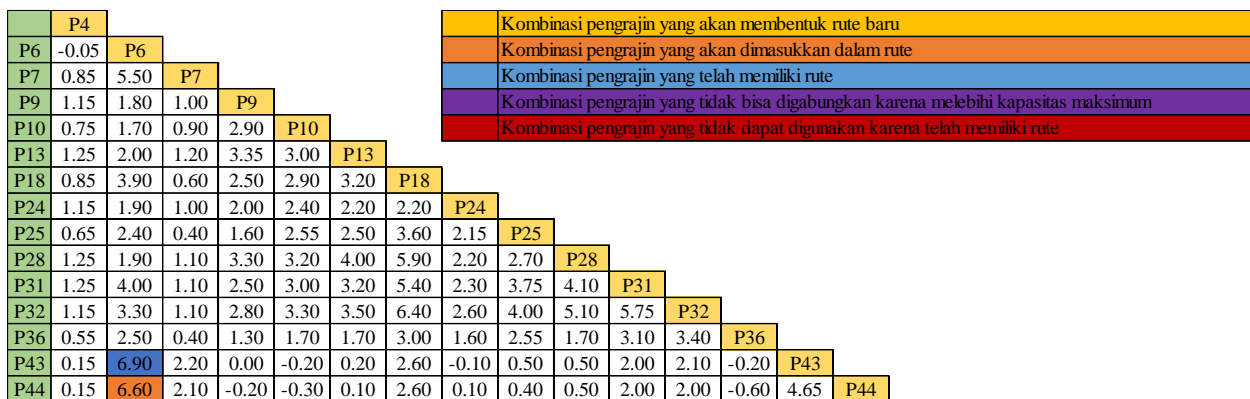 P4 Kombinasi pengrajin yang akan membentuk rute baru
P6 -0.05 P6 Kombinasi pengrajin yang akan dimasukkan dalam rute
P7 0.85 5.50 P7 Kombinasi pengrajin yang telah memiliki rute
P9 1.15 1.80 1.00 P9 Kombinasi pengrajin yang tidak bisa digabungkan karena melebihi kapasitas maksimum
P10 0.75 1.70 0.90 2.90 P10 Kombinasi pengrajin yang tidak dapat digunakan karena telah memiliki rute
P13 1.25 2.00 1.20 3.35 3.00 P13
P18 0.85 3.90 0.60 2.50 2.90 3.20 P18
P24 1.15 1.90 1.00 2.00 2.40 2.20 2.20 P24
P25 0.65 2.40 0.40 1.60 2.55 2.50 3.60 2.15 P25
P28 1.25 1.90 1.10 3.30 3.20 4.00 5.90 2.20 2.70 P28
P31 1.25 4.00 1.10 2.50 3.00 3.20 5.40 2.30 3.75 4.10 P31
P32 1.15 3.30 1.10 2.80 3.30 3.50 6.40 2.60 4.00 5.10 5.75 P32
P36 0.55 2.50 0.40 1.30 1.70 1.70 3.00 1.60 2.55 1.70 3.10 3.40 P36
P43 0.15 6.90 2.20 0.00 -0.20 0.20 2.60 -0.10 0.50 0.50 2.00 2.10 -0.20 P43
P44 0.15 6.60 2.10 -0.20 -0.30 0.10 2.60 0.10 0.40 0.50 2.00 2.00 -0.60 4.65 P44